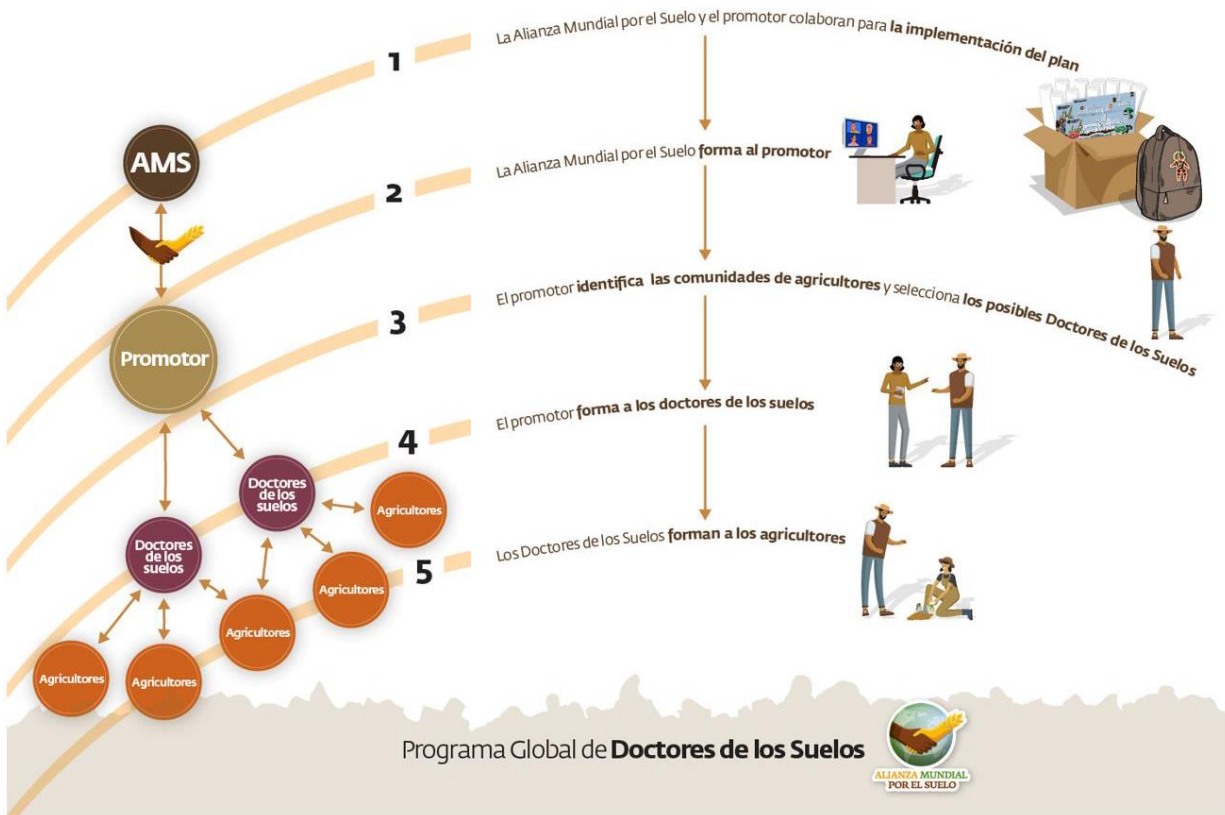 1
La Alianza Mundial por el Suelo y el promotor colaboran para la implementación del plan
AMS
2
La Alianza Mundial por el Suelo forma al promotor
3
El promotor identifica las comunidades de agricultores y selecciona los posibles Doctores de los Suelos
Promotor
4
El promotor forma a los doctores de los suelos
Doctores
de los
suelos
Agricultores
Doctores
de los
suelos
5
Los Doctores de los Suelos forman a los agricultores
Agricultores
Agricultores
Agricultores
Agricultores
Programa Global de Doctores de los Suelos
ALIANZA MUNDIAL
POR EL SUELO